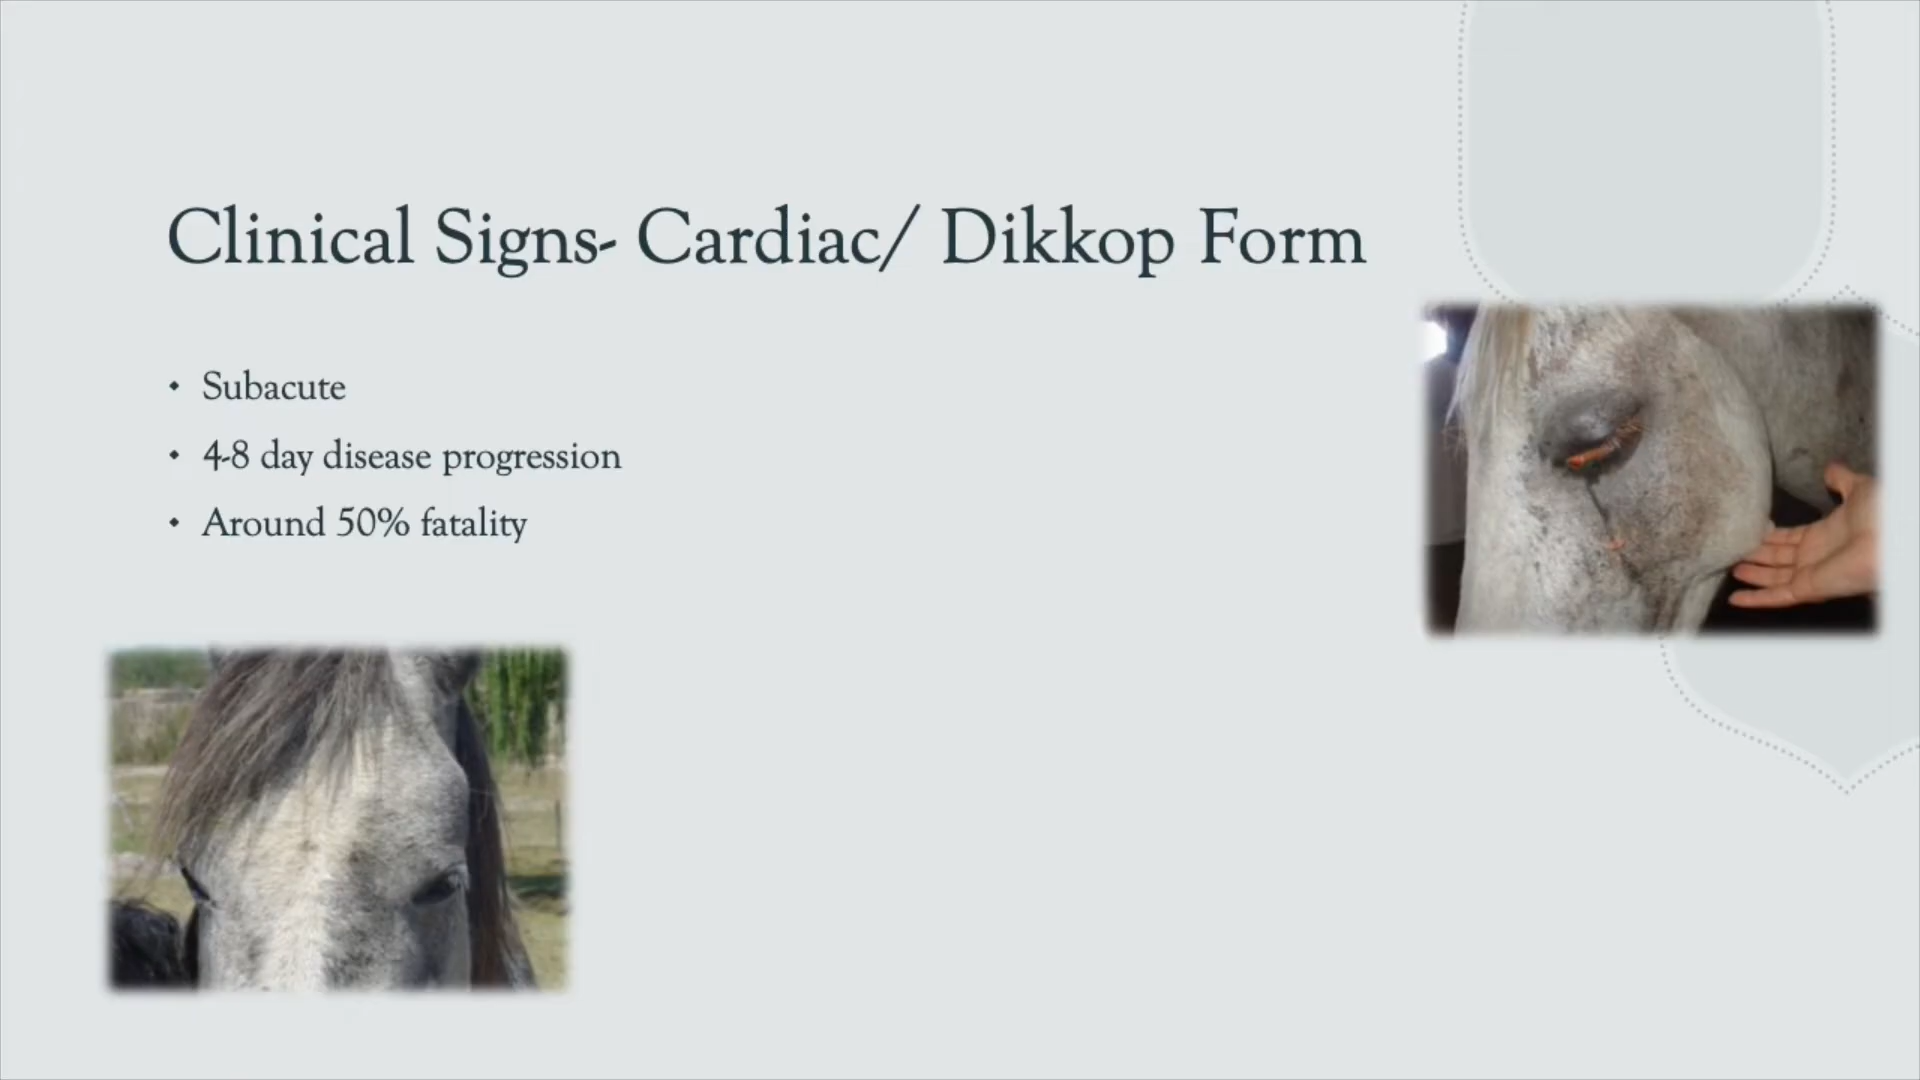 Clinical Signs- Cardiac/ Dikkop Form
• Subacute
• 4-8 day disease progression
• Around 50% fatality